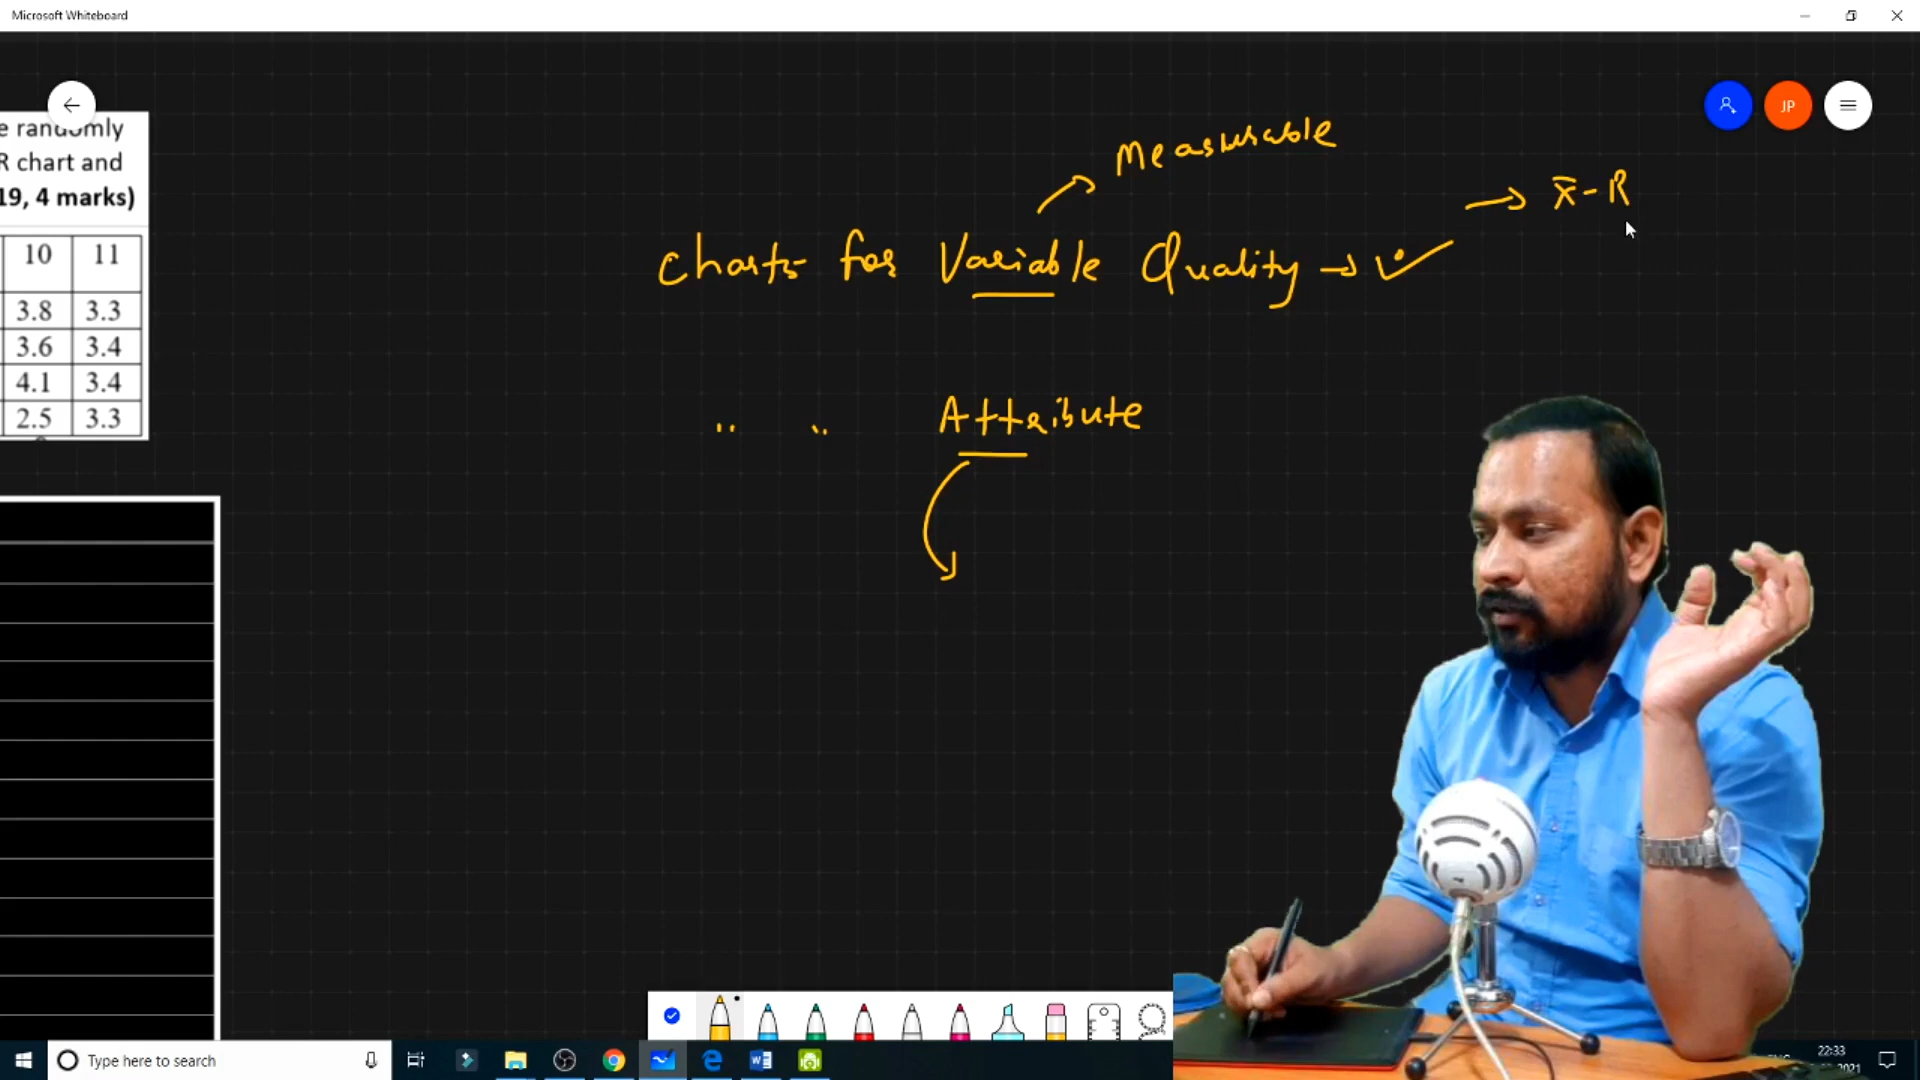 Microsoft Whiteboard
JP
e randomly
R chart and
19, 4 marks)
10 11
3.8 3.3
3.6 3.4
4.1 3.4
2.5 3.3
Measurable
Charts for Variable Quality → ✓ → X̄-R
" " Attribute
Type here to search
22:33
2021